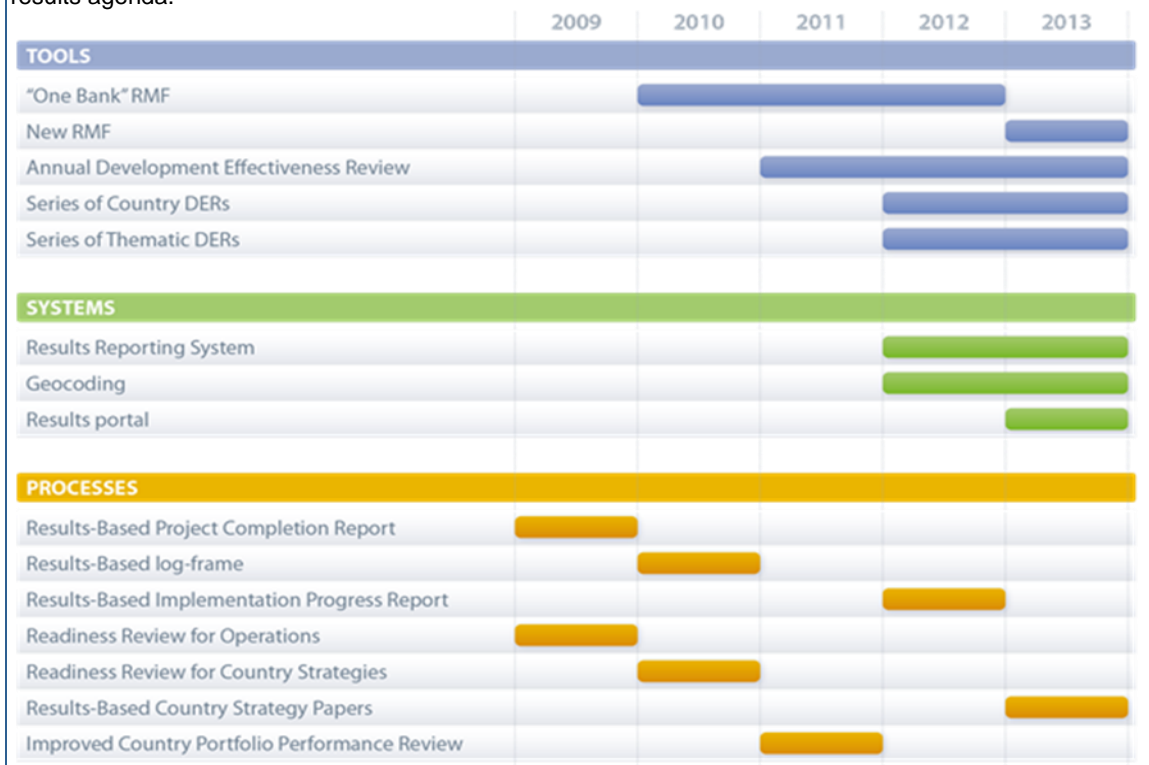 results agenda.
2009 2010 2011 2012 2013
TOOLS
“One Bank” RMF
New RMF
Annual Development Effectiveness Review
Series of Country DERs
Series of Thematic DERs
SYSTEMS
Results Reporting System
Geocoding
Results portal
PROCESSES
Results-Based Project Completion Report
Results-Based log-frame
Results-Based Implementation Progress Report
Readiness Review for Operations
Readiness Review for Country Strategies
Results-Based Country Strategy Papers
Improved Country Portfolio Performance Review